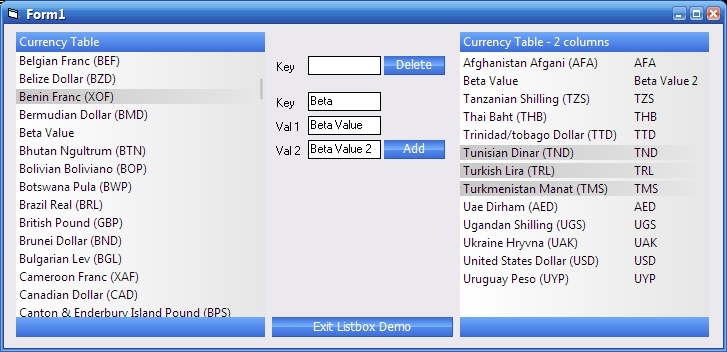 Form1
Currency Table
Belgian Franc (BEF)
Belize Dollar (BZD)
Benin Franc (XOF)
Bermudian Dollar (BMD)
Beta Value
Bhutan Ngultrum (BTN)
Bolivian Boliviano (BOP)
Botswana Pula (BWP)
Brazil Real (BRL)
British Pound (GBP)
Brunei Dollar (BND)
Bulgarian Lev (BGL)
Cameroon Franc (XAF)
Canadian Dollar (CAD)
Canton & Enderbury Island Pound (BPS)
Key Delete
Key Beta
Val 1 Beta Value
Val 2 Beta Value 2 Add
Exit Listbox Demo
Currency Table - 2 columns
Afghanistan Afgani (AFA) AFA
Beta Value Beta Value 2
Tanzanian Shilling (TZS) TZS
Thai Baht (THB) THB
Trinidad/tobago Dollar (TTD) TTD
Tunisian Dinar (TND) TND
Turkish Lira (TRL) TRL
Turkmenistan Manat (TMS) TMS
Uae Dirham (AED) AED
Ugandan Shilling (UGS) UGS
Ukraine Hryvna (UAK) UAK
United States Dollar (USD) USD
Uruguay Peso (UYP) UYP